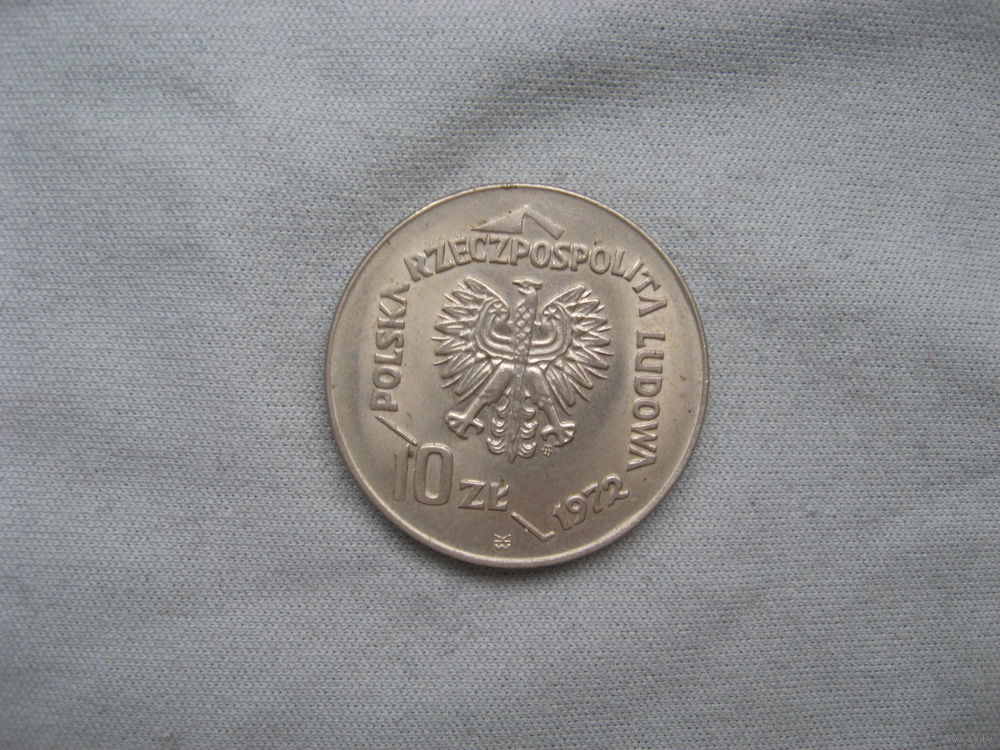 POLSKA RZECZPOSPOLITA LUDOWA
10 ZŁ
1972